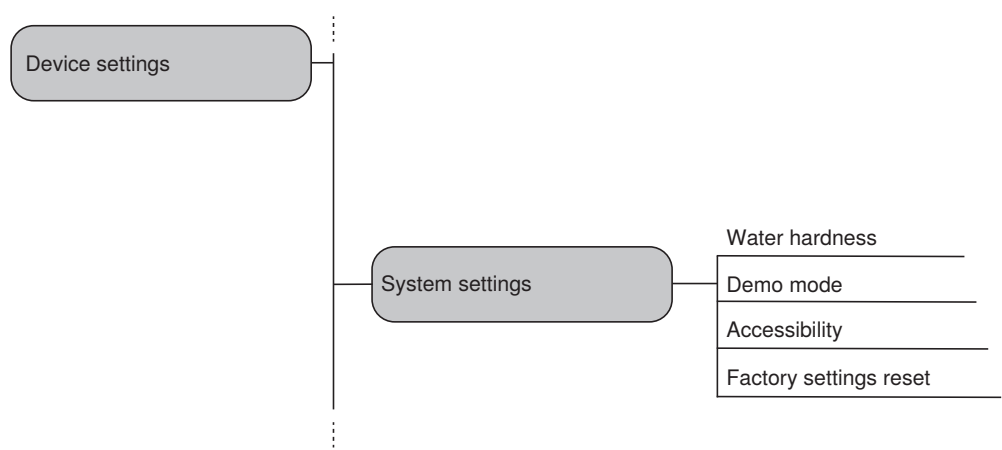 Device settings
System settings
Water hardness
Demo mode
Accessibility
Factory settings reset